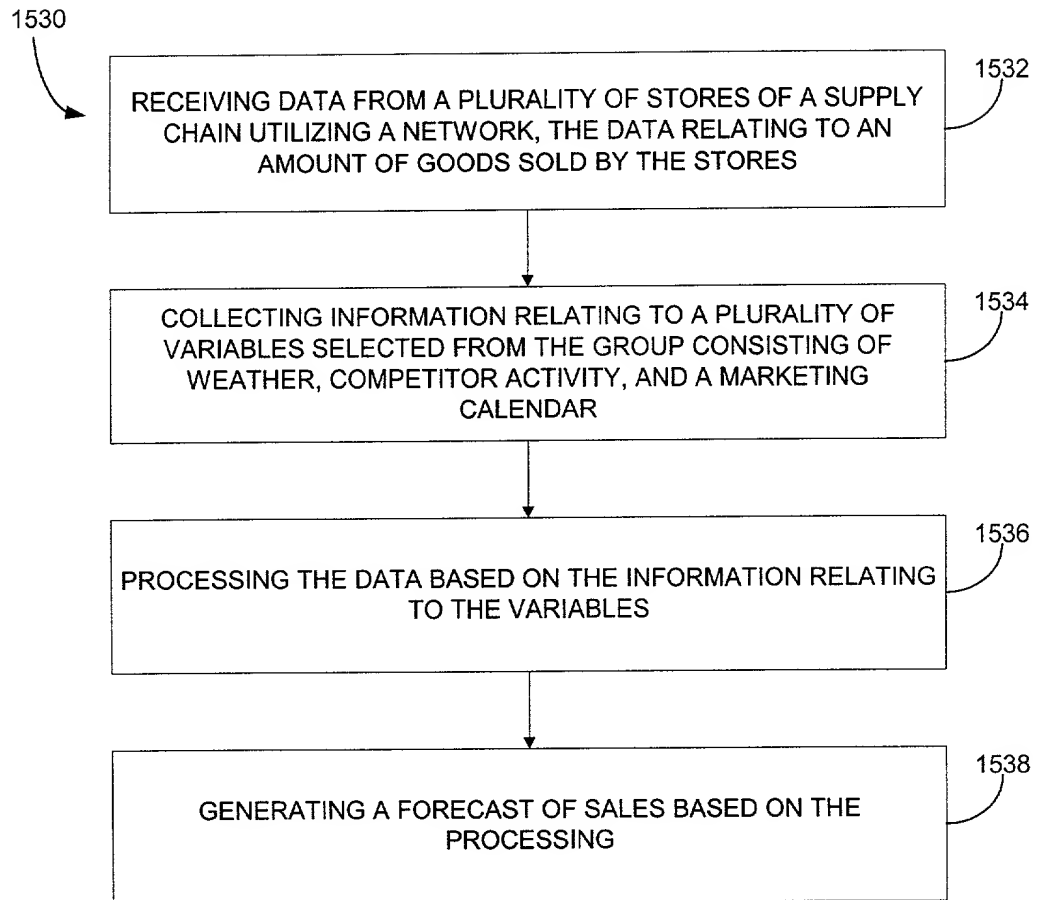 1530
1532
RECEIVING DATA FROM A PLURALITY OF STORES OF A SUPPLY
CHAIN UTILIZING A NETWORK, THE DATA RELATING TO AN
AMOUNT OF GOODS SOLD BY THE STORES
1534
COLLECTING INFORMATION RELATING TO A PLURALITY OF
VARIABLES SELECTED FROM THE GROUP CONSISTING OF
WEATHER, COMPETITOR ACTIVITY, AND A MARKETING
CALENDAR
1536
PROCESSING THE DATA BASED ON THE INFORMATION RELATING
TO THE VARIABLES
1538
GENERATING A FORECAST OF SALES BASED ON THE
PROCESSING